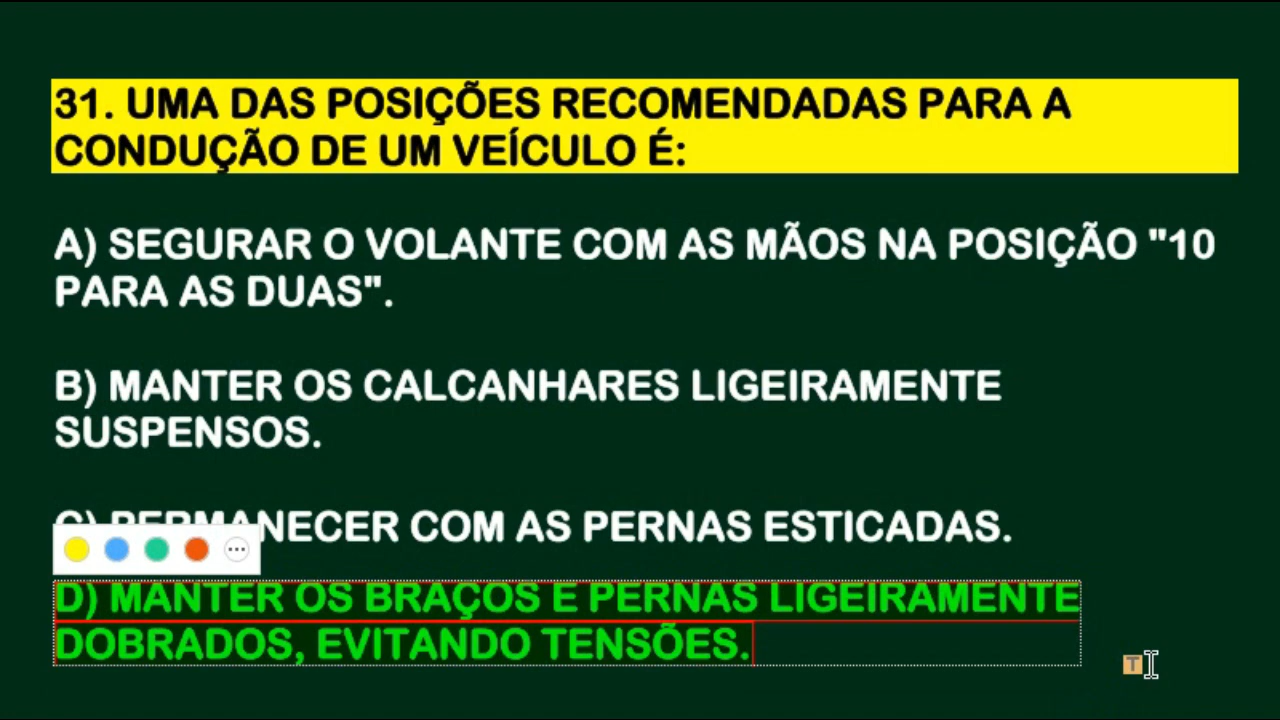 31. UMA DAS POSIÇÕES RECOMENDADAS PARA A
CONDUÇÃO DE UM VEÍCULO É:
A) SEGURAR O VOLANTE COM AS MÃOS NA POSIÇÃO "10
PARA AS DUAS".
B) MANTER OS CALCANHARES LIGEIRAMENTE
SUSPENSOS.
C) PERMANECER COM AS PERNAS ESTICADAS.
D) MANTER OS BRAÇOS E PERNAS LIGEIRAMENTE
DOBRADOS, EVITANDO TENSÕES.
T